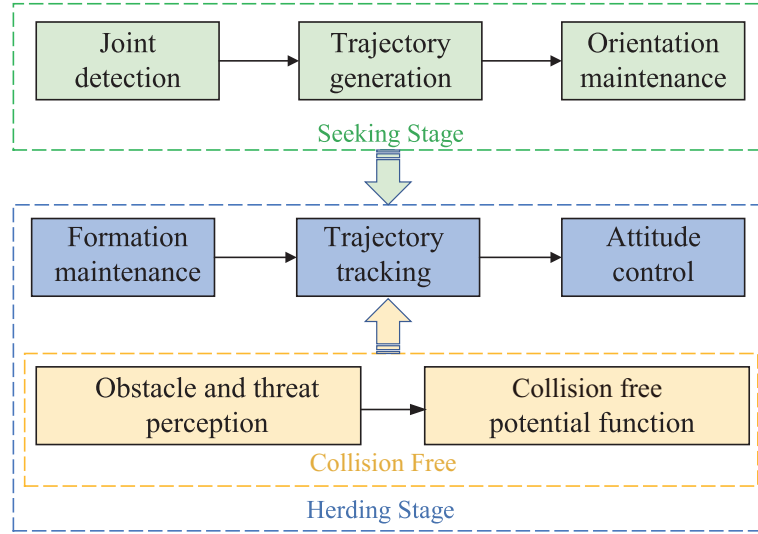 Joint
detection
Trajectory
generation
Orientation
maintenance
Seeking Stage
Formation
maintenance
Trajectory
tracking
Attitude
control
Obstacle and threat
perception
Collision free
potential function
Collision Free
Herding Stage